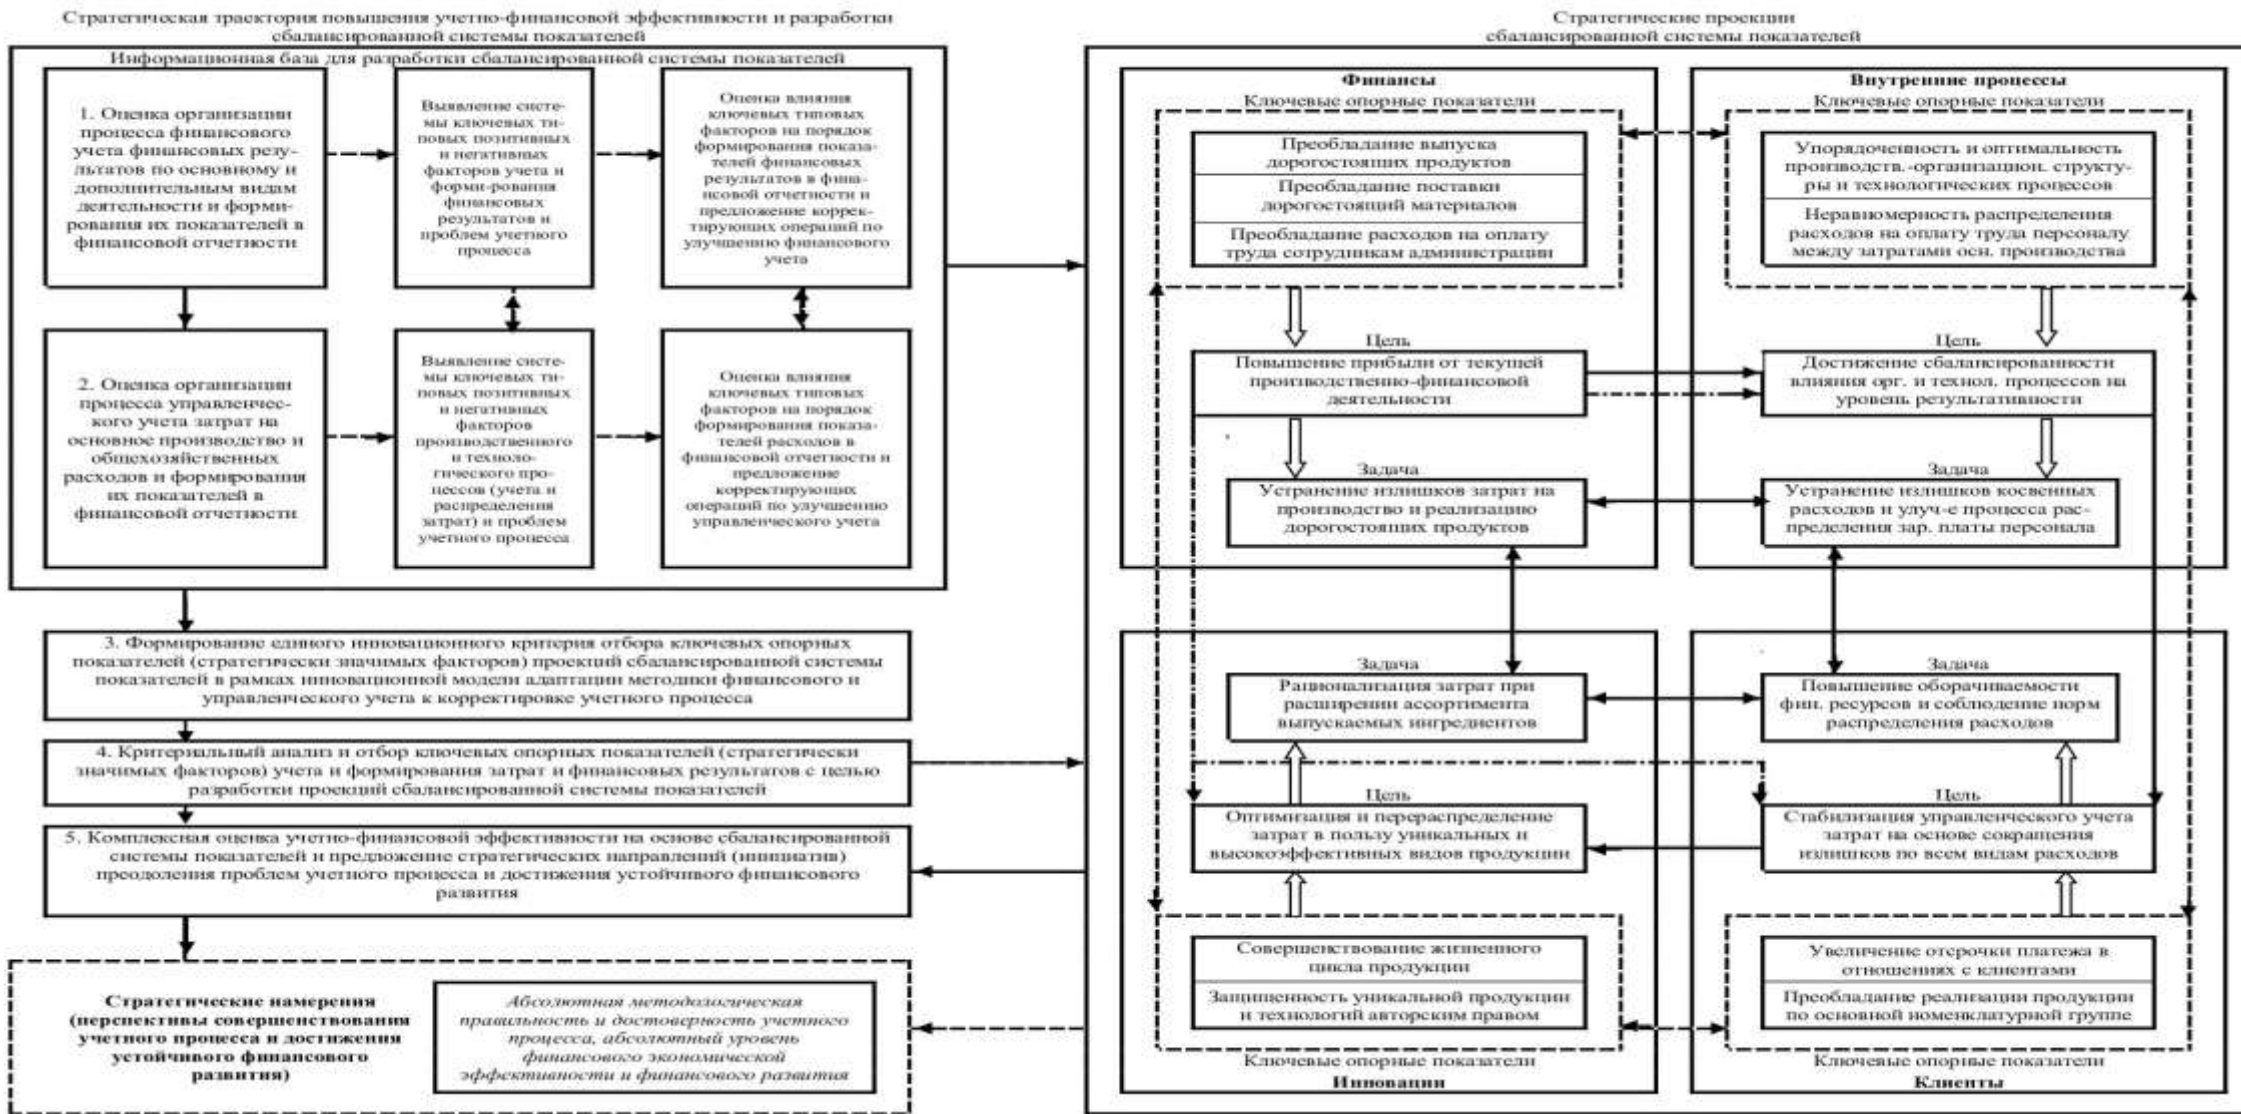 Стратегическая траектория повышения учетно-финансовой эффективности и разработки
сбалансированной системы показателей
Информационная база для разработки сбалансированной системы показателей
1. Оценка организации
процесса финансового
учета финансовых резу-
льтатов по основному и
дополнительным видам
деятельности и форми-
рования их показателей в
финансовой отчетности
Выявление систе-
мы ключевых ти-
повых позитивных
и негативных
факторов учета и
форми-рования
финансовых
результатов и
проблем учетного
процесса
Оценка влияния
ключевых типовых
факторов на порядок
формирования показа-
телей финансовых
результатов в фина-
нсовой отчетности и
предложение коррек-
тирующих операций по
улучшению финансового
учета
2. Оценка организации
процесса управленчес-
кого учета затрат на
основное производство и
общехозяйственных
расходов и формирования
их показателей в
финансовой отчетности
Выявление систе-
мы ключевых ти-
повых позитивных
и негативных
факторов
производственного
и техноло-
гического про-
цессов (учета и
распределения
затрат) и проблем
учетного процесса
Оценка влияния
ключевых типовых
факторов на порядок
формирования показа-
телей расходов в
финансовой отчетности и
предложение
корректирующих
операций по улучшению
управленческого учета
3. Формирование единого инновационного критерия отбора ключевых опорных
показателей (стратегически значимых факторов) проекций сбалансированной системы
показателей в рамках инновационной модели адаптации методики финансового и
управленческого учета к корректировке учетного процесса
4. Критериальный анализ и отбор ключевых опорных показателей (стратегически
значимых факторов) учета и формирования затрат и финансовых результатов с целью
разработки проекций сбалансированной системы показателей
5. Комплексная оценка учетно-финансовой эффективности на основе сбалансированной
системы показателей и предложение стратегических направлений (инициатив)
преодоления проблем учетного процесса и достижения устойчивого финансового
развития
Стратегические намерения
(перспективы совершенствования
учетного процесса и достижения
устойчивого финансового
развития)
Абсолютная методологическая
правильность и достоверность учетного
процесса, абсолютный уровень
финансового экономической
эффективности и финансового развития
Стратегические проекции
сбалансированной системы показателей
Финансы
Ключевые опорные показатели
Преобладание выпуска
дорогостоящих продуктов
Преобладание поставки
дорогостоящий материалов
Преобладание расходов на оплату
труда сотрудникам администрации
Цель
Повышение прибыли от текущей
производственно-финансовой
деятельности
Задача
Устранение излишков затрат на
производство и реализацию
дорогостоящих продуктов
Внутренние процессы
Ключевые опорные показатели
Упорядоченность и оптимальность
производств.-организацион. структу-
ры и технологических процессов
Неравномерность распределения
расходов на оплату труда персоналу
между затратами осн. производства
Цель
Достижение сбалансированности
влияния орг. и технол. процессов на
уровень результативности
Задача
Устранение излишков косвенных
расходов и улуч-е процесса рас-
пределения зар. платы персонала
Задача
Рационализация затрат при
расширении ассортимента
выпускаемых ингредиентов
Цель
Оптимизация и перераспределение
затрат в пользу уникальных и
высокоэффективных видов продукции
Совершенствование жизненного
цикла продукции
Защищенность уникальной продукции
и технологий авторским правом
Ключевые опорные показатели
Инновации
Задача
Повышение оборачиваемости
фин. ресурсов и соблюдение норм
распределения расходов
Цель
Стабилизация управленческого учета
затрат на основе сокращения
излишков по всем видам расходов
Увеличение отсрочки платежа в
отношениях с клиентами
Преобладание реализации продукции
по основной номенклатурной группе
Ключевые опорные показатели
Клиенты